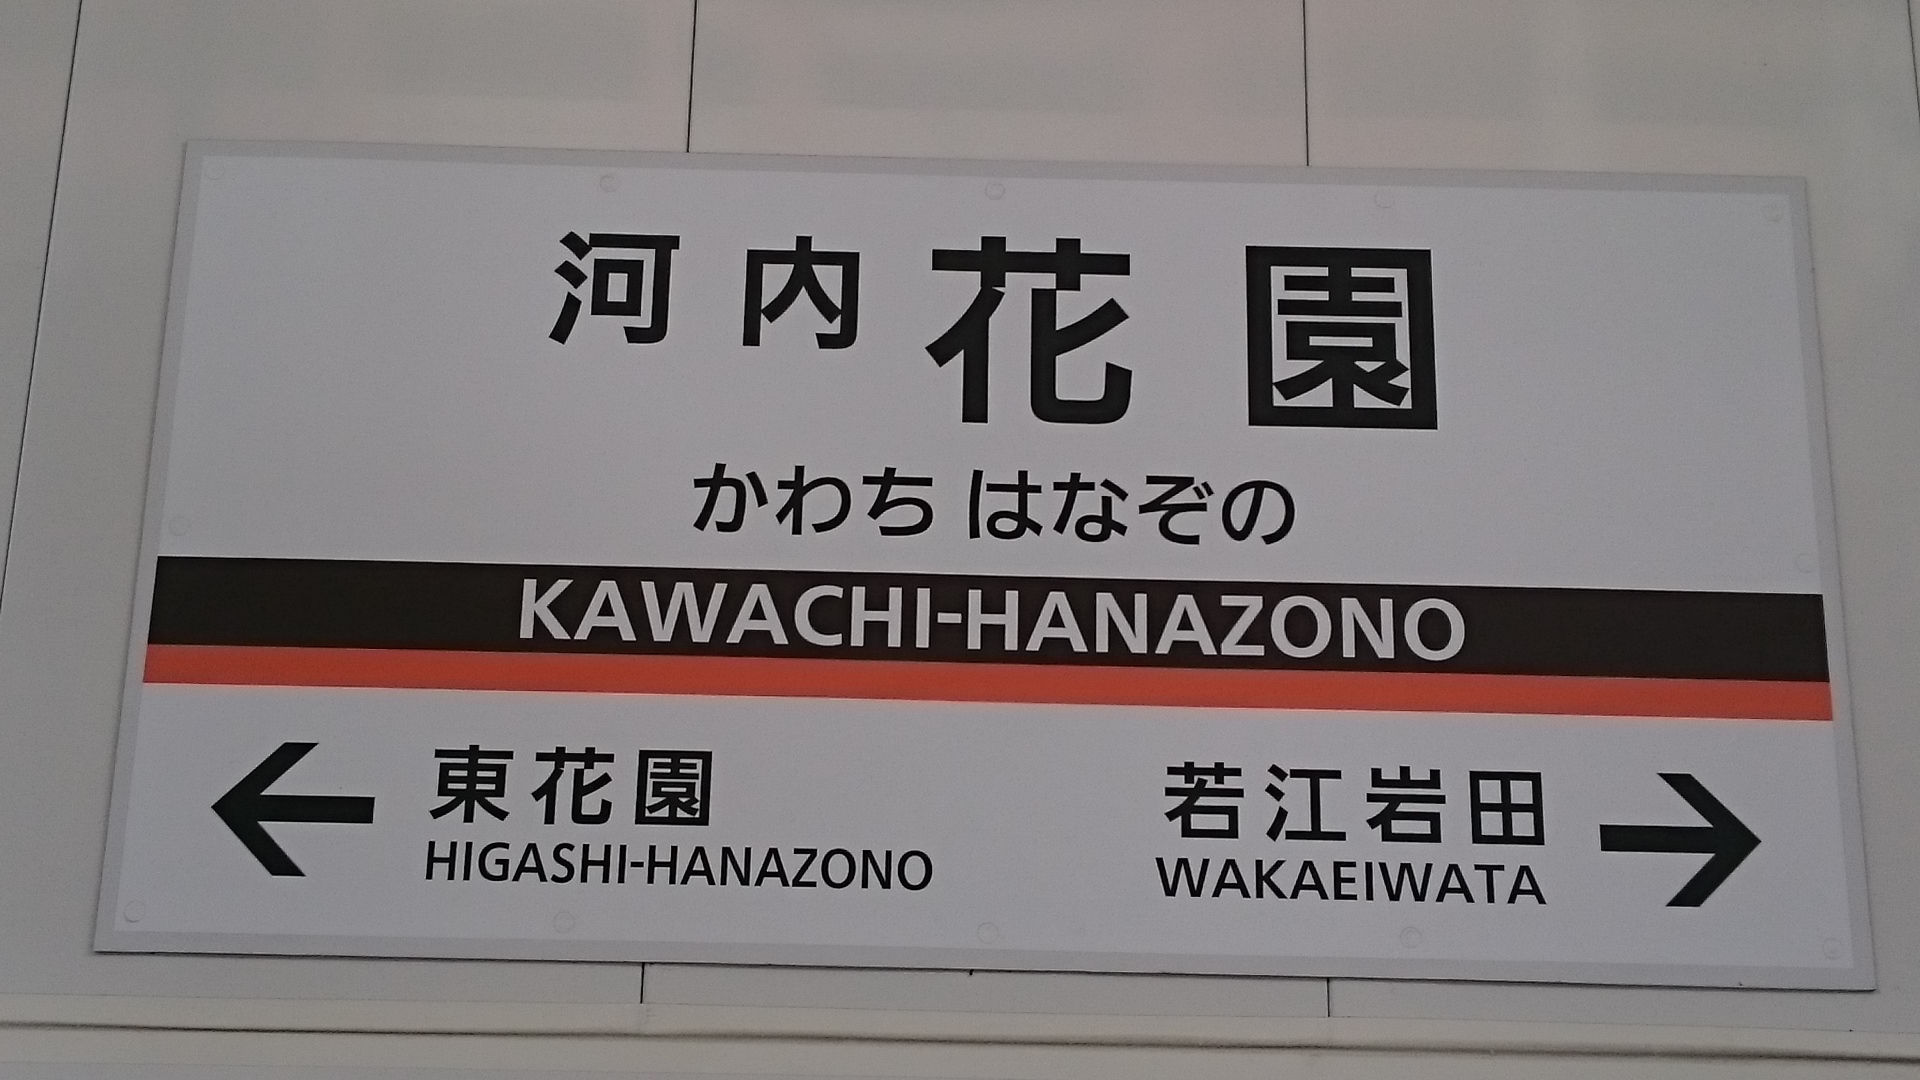 河内花園
かわち はなぞの
KAWACHI-HANAZONO
← 東花園
HIGASHI-HANAZONO
若江岩田 →
WAKAEIWATA